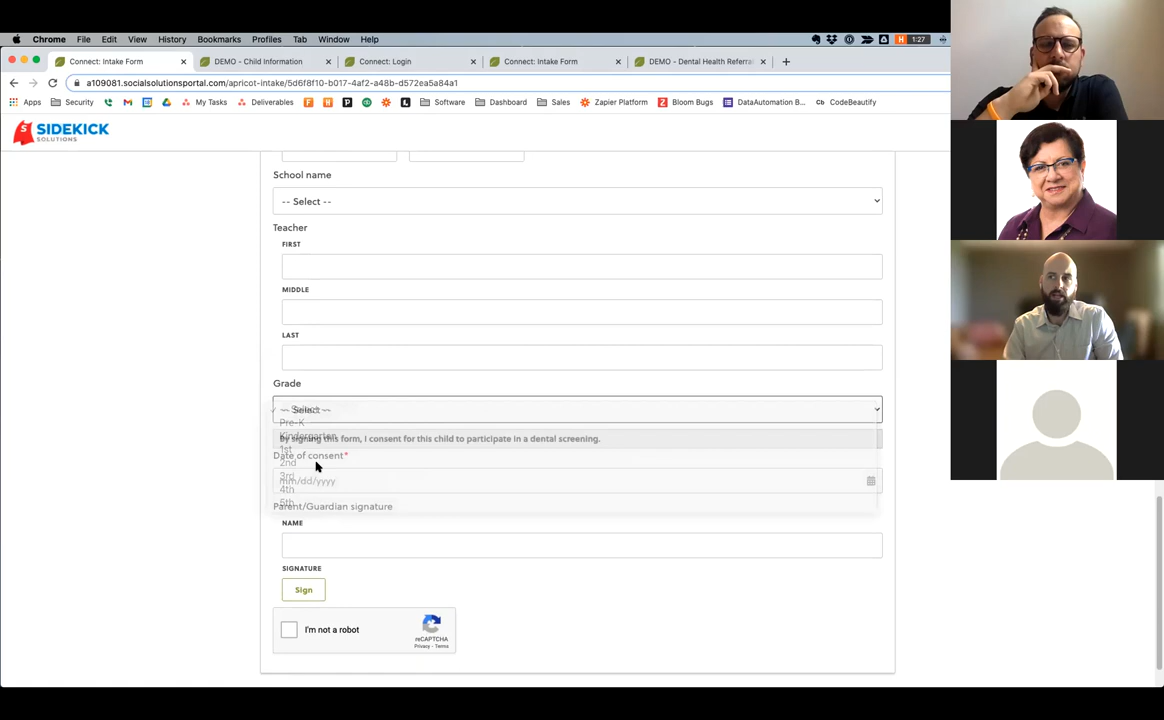 Chrome File Edit View History Bookmarks Profiles Tab Window Help 1:27
Connect: Intake Form DEMO - Child Information Connect: Login Connect: Intake Form DEMO - Dental Health Referral
a109081.socialsolutionsportal.com/apricot-intake/5d6f8f10-b017-4af2-a48b-d572ea5a84a1
Apps Security My Tasks Deliverables Software Dashboard Sales Zapier Platform Bloom Bugs DataAutomation B... Cb CodeBeautify
SIDEKICK
SOLUTIONS
School name
-- Select --
Teacher
FIRST
MIDDLE
LAST
Grade
-- Select --
Pre-K
Kindergarten
By signing this form, I consent for this child to participate in a dental screening.
1st
Date of consent*
2nd
3rd
mm/dd/yyyy
4th
5th
Parent/Guardian signature
NAME
SIGNATURE
Sign
I'm not a robot
reCAPTCHA
Privacy - Terms